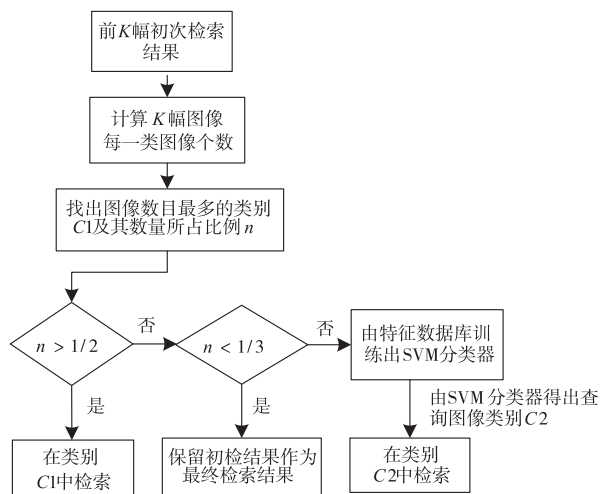 前K幅初次检索
结果
计算K幅图像
每一类图像个数
找出图像数目最多的类别
C1及其数量所占比例n
n > 1/2
否
n < 1/3
否
由特征数据库训
练出SVM分类器
是
是
由SVM分类器得出查
询图像类别C2
在类别
C1中检索
保留初检结果作为
最终检索结果
在类别
C2中检索